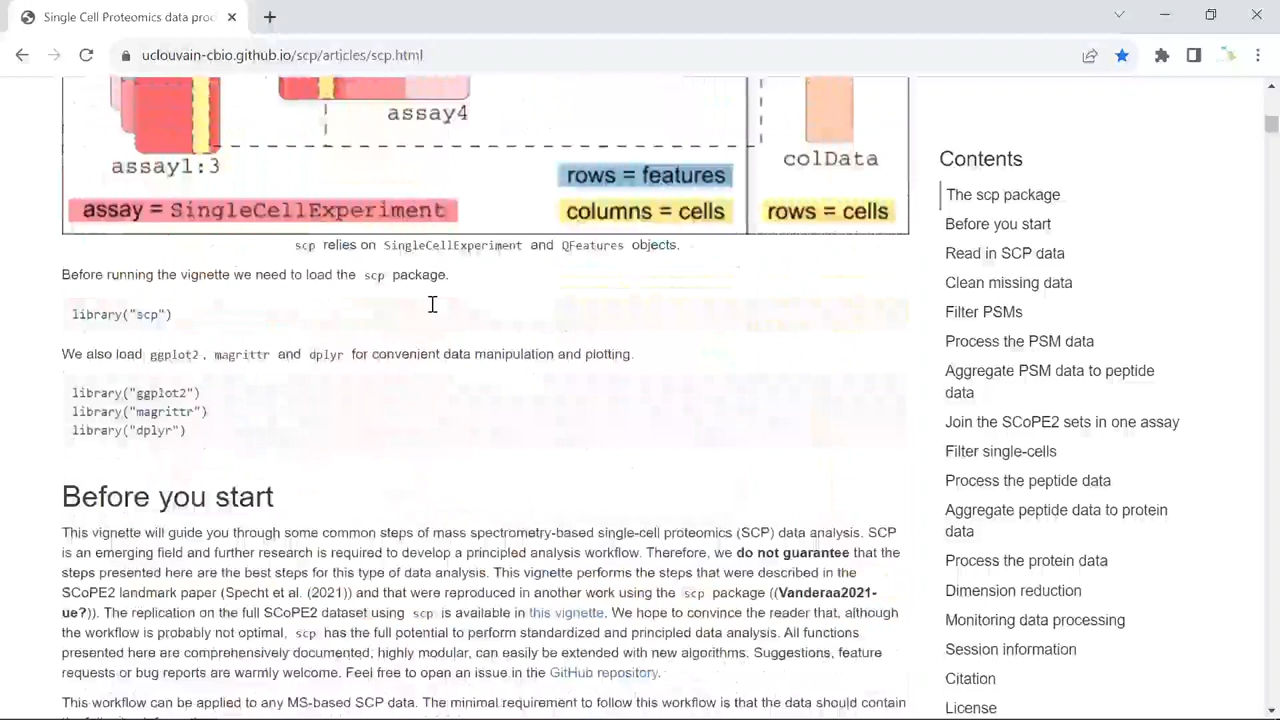 Single Cell Proteomics data proc
uclouvain-cbio.github.io/scp/articles/scp.html
assay4
assay1:3
colData
rows = features
assay = SingleCellExperiment
columns = cells
rows = cells
scp relies on SingleCellExperiment and QFeatures objects.
Before running the vignette we need to load the scp package.
library("scp")
We also load ggplot2, magrittr and dplyr for convenient data manipulation and plotting.
library("ggplot2")
library("magrittr")
library("dplyr")
Before you start
This vignette will guide you through some common steps of mass spectrometry-based single-cell proteomics (SCP) data analysis. SCP
is an emerging field and further research is required to develop a principled analysis workflow. Therefore, we do not guarantee that the
steps presented here are the best steps for this type of data analysis. This vignette performs the steps that were described in the
SCoPE2 landmark paper (Specht et al. (2021)) and that were reproduced in another work using the scp package ((Vanderaa2021-
ue?)). The replication on the full SCoPE2 dataset using scp is available in this vignette. We hope to convince the reader that, although
the workflow is probably not optimal, scp has the full potential to perform standardized and principled data analysis. All functions
presented here are comprehensively documented, highly modular, can easily be extended with new algorithms. Suggestions, feature
requests or bug reports are warmly welcome. Feel free to open an issue in the GitHub repository.
This workflow can be applied to any MS-based SCP data. The minimal requirement to follow this workflow is that the data should contain
Contents
The scp package
Before you start
Read in SCP data
Clean missing data
Filter PSMs
Process the PSM data
Aggregate PSM data to peptide
data
Join the SCoPE2 sets in one assay
Filter single-cells
Process the peptide data
Aggregate peptide data to protein
data
Process the protein data
Dimension reduction
Monitoring data processing
Session information
Citation
License